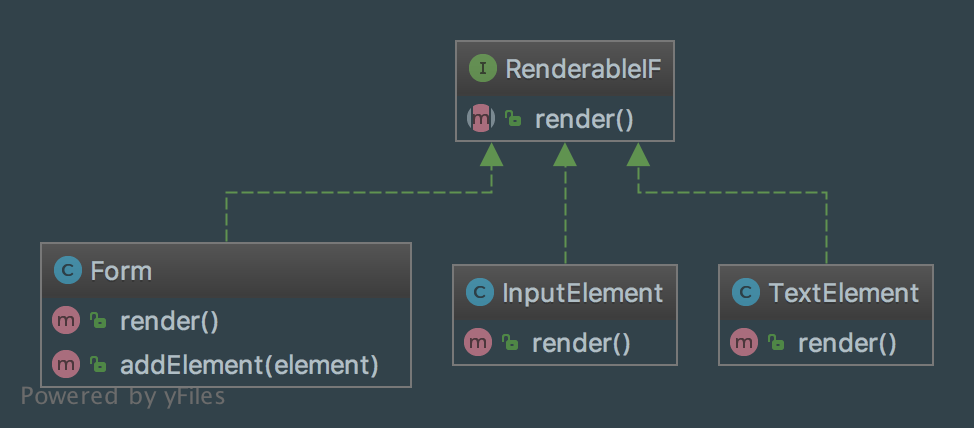 I RenderableIF
m render()
C Form
m render()
m addElement(element)
C InputElement
m render()
C TextElement
m render()
Powered by yFiles